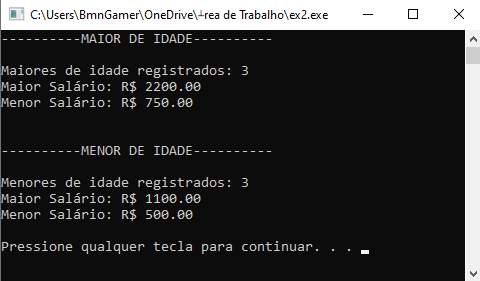 C:\Users\BmnGamer\OneDrive\┴rea de Trabalho\ex2.exe
----------MAIOR DE IDADE----------
Maiores de idade registrados: 3
Maior Salário: R$ 2200.00
Menor Salário: R$ 750.00
----------MENOR DE IDADE----------
Menores de idade registrados: 3
Maior Salário: R$ 1100.00
Menor Salário: R$ 500.00
Pressione qualquer tecla para continuar. . .